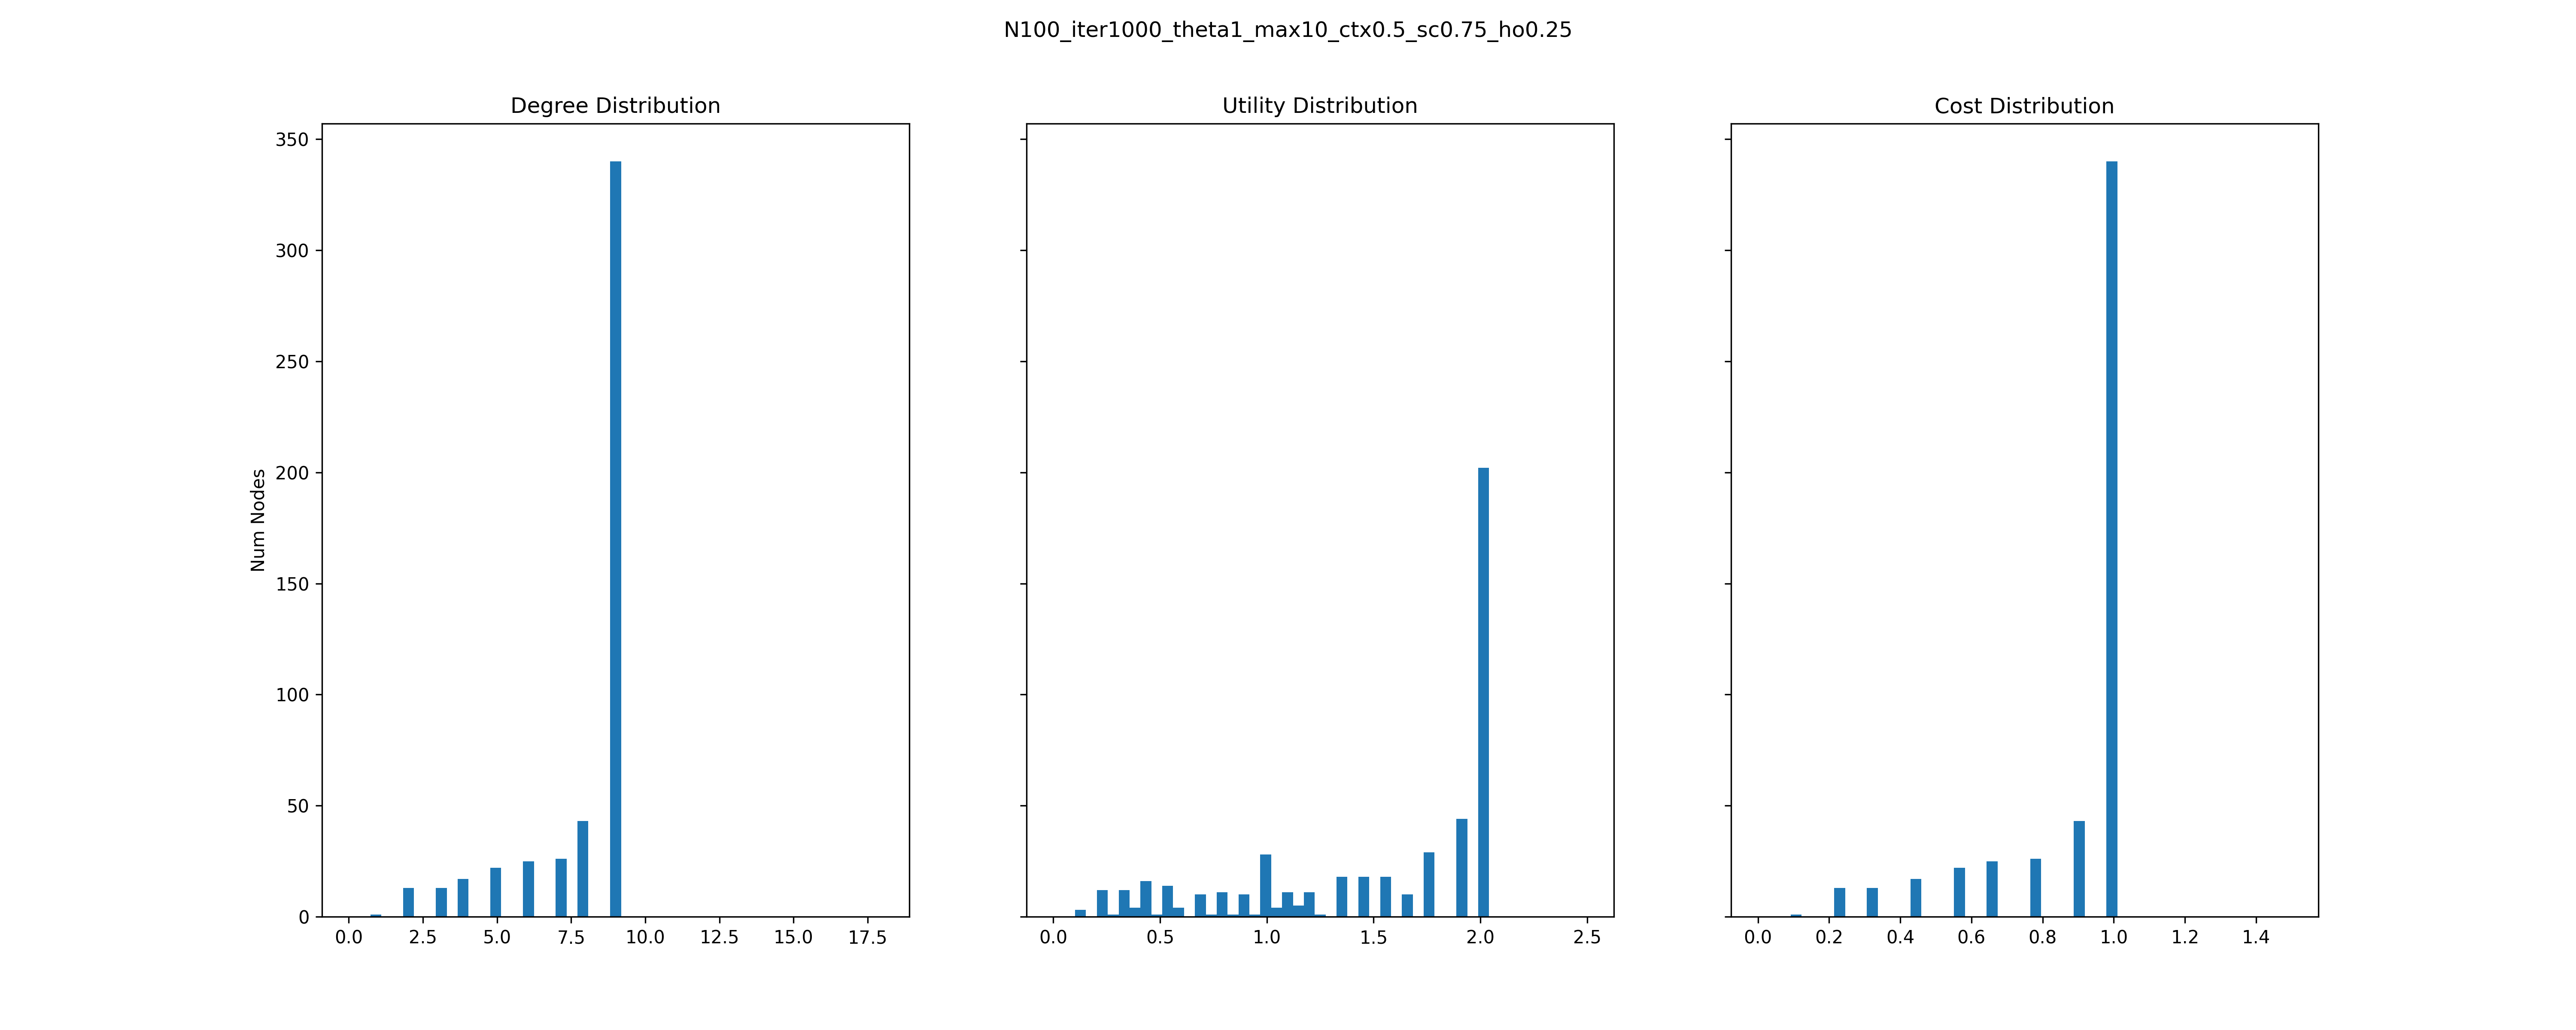 N100_iter1000_theta1_max10_ctx0.5_sc0.75_ho0.25
Degree Distribution
Num Nodes
350
300
250
200
150
100
50
0
0.0 2.5 5.0 7.5 10.0 12.5 15.0 17.5
Utility Distribution
0.0 0.5 1.0 1.5 2.0 2.5
Cost Distribution
0.0 0.2 0.4 0.6 0.8 1.0 1.2 1.4